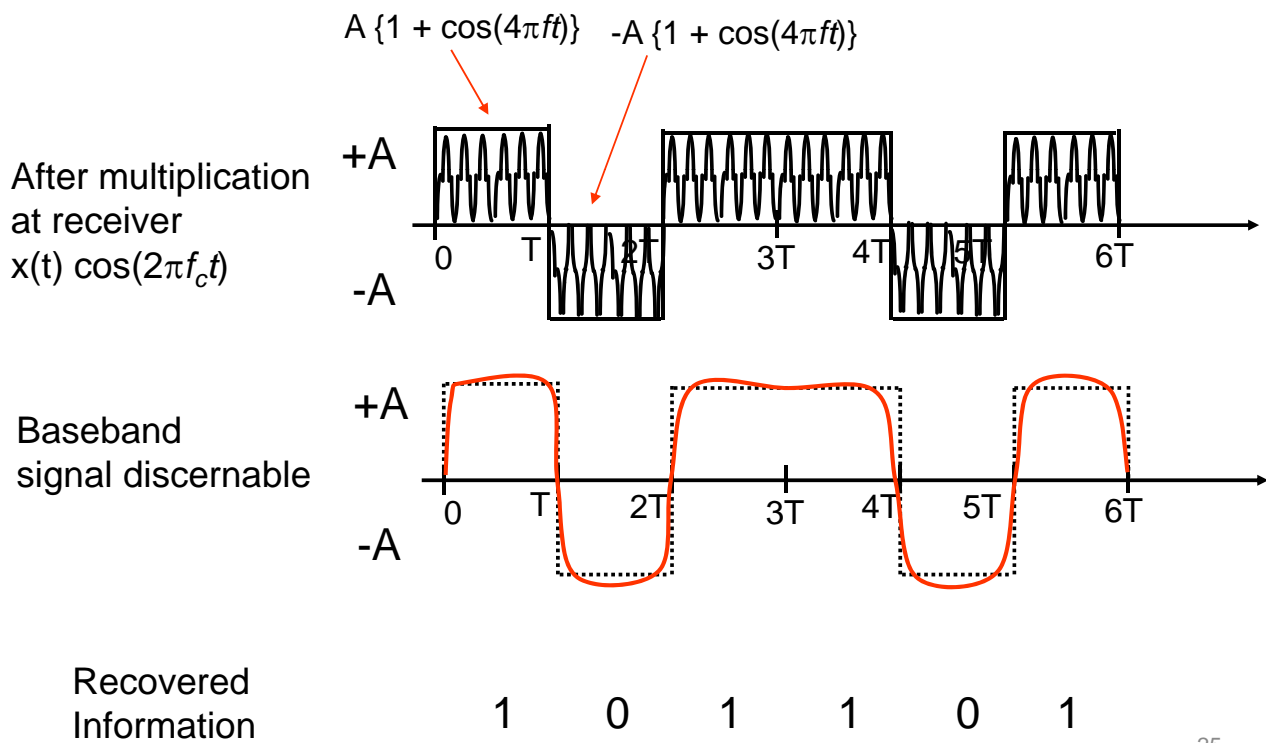 A {1 + cos(4πft)} -A {1 + cos(4πft)}
After multiplication
at receiver
x(t) cos(2πf_ct)
+A
-A
0 T 2T 3T 4T 5T 6T
Baseband
signal discernable
+A
-A
0 T 2T 3T 4T 5T 6T
Recovered
Information
1 0 1 1 0 1